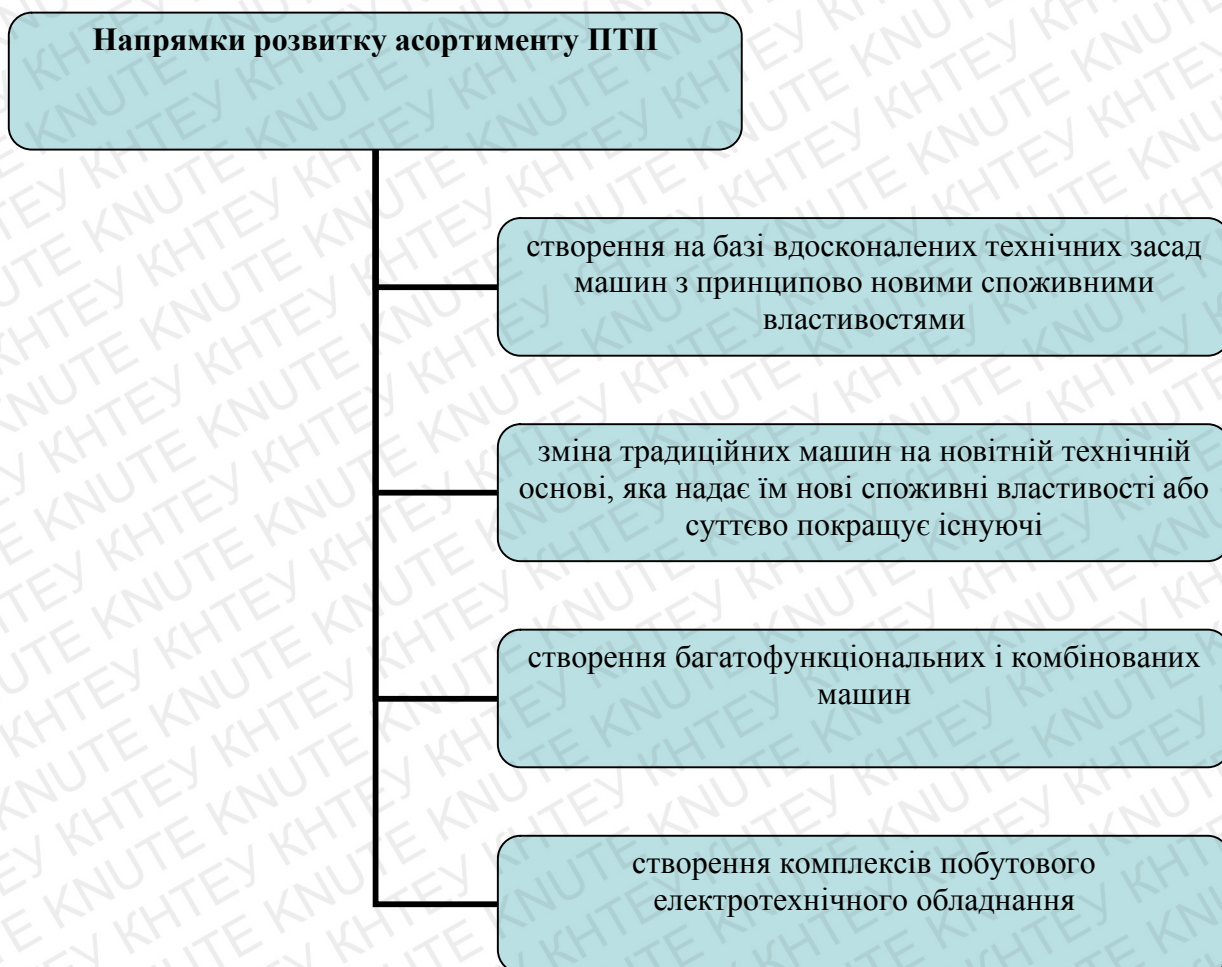 Напрямки розвитку асортименту ПТП
створення на базі вдосконалених технічних засад
машин з принципово новими споживними
властивостями
зміна традиційних машин на новітній технічній
основі, яка надає їм нові споживні властивості або
суттєво покращує існуючі
створення багатофункціональних і комбінованих
машин
створення комплексів побутового
електротехнічного обладнання